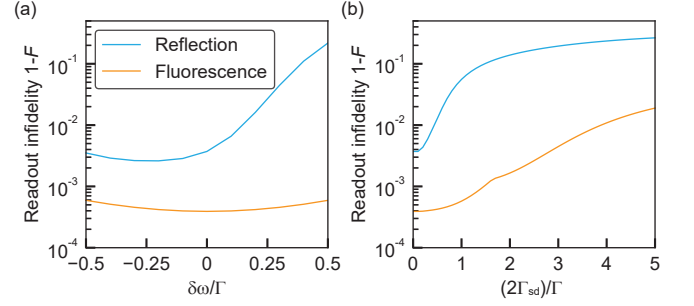 (a)
Readout infidelity 1-F
10⁻¹
10⁻²
10⁻³
10⁻⁴
Reflection
Fluorescence
−0.5 −0.25 0 0.25 0.5
δω/Γ
(b)
Readout infidelity 1-F
10⁻¹
10⁻²
10⁻³
10⁻⁴
0 1 2 3 4 5
(2Γsd)/Γ